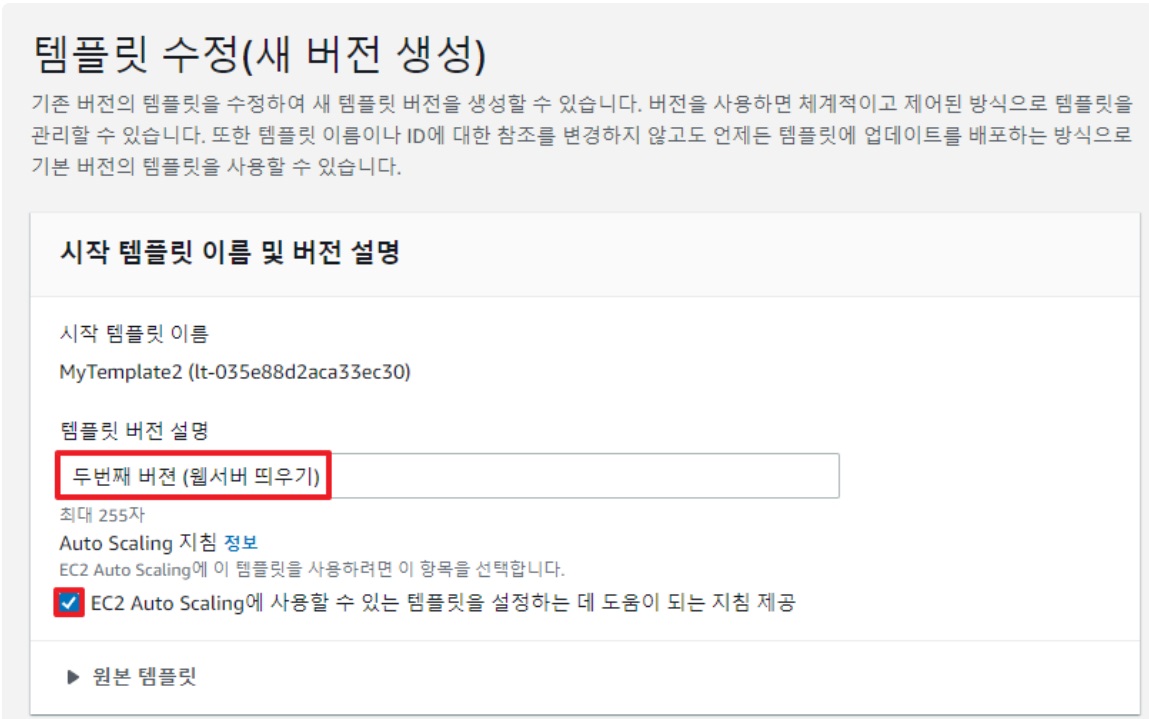 템플릿 수정(새 버전 생성)
기존 버전의 템플릿을 수정하여 새 템플릿 버전을 생성할 수 있습니다. 버전을 사용하면 체계적이고 제어된 방식으로 템플릿을
관리할 수 있습니다. 또한 템플릿 이름이나 ID에 대한 참조를 변경하지 않고도 언제든 템플릿에 업데이트를 배포하는 방식으로
기본 버전의 템플릿을 사용할 수 있습니다.
시작 템플릿 이름 및 버전 설명
시작 템플릿 이름
MyTemplate2 (lt-035e88d2aca33ec30)
템플릿 버전 설명
두번째 버젼 (웹서버 띄우기)
최대 255자
Auto Scaling 지침 정보
EC2 Auto Scaling에 이 템플릿을 사용하려면 이 항목을 선택합니다.
EC2 Auto Scaling에 사용할 수 있는 템플릿을 설정하는 데 도움이 되는 지침 제공
원본 템플릿